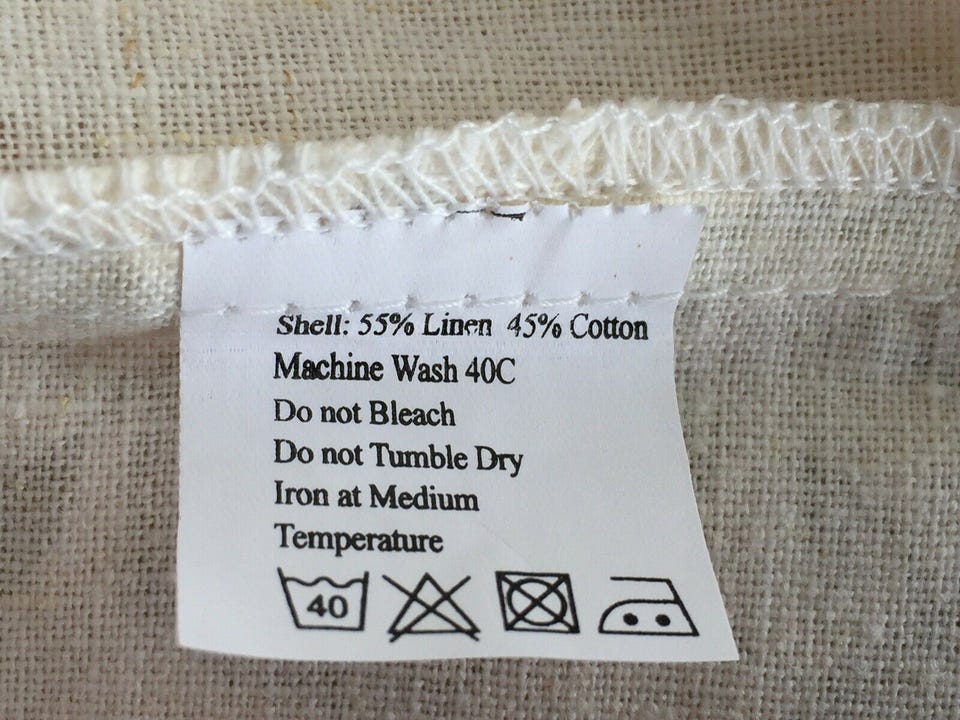 Shell: 55% Linen 45% Cotton
Machine Wash 40C
Do not Bleach
Do not Tumble Dry
Iron at Medium
Temperature
40